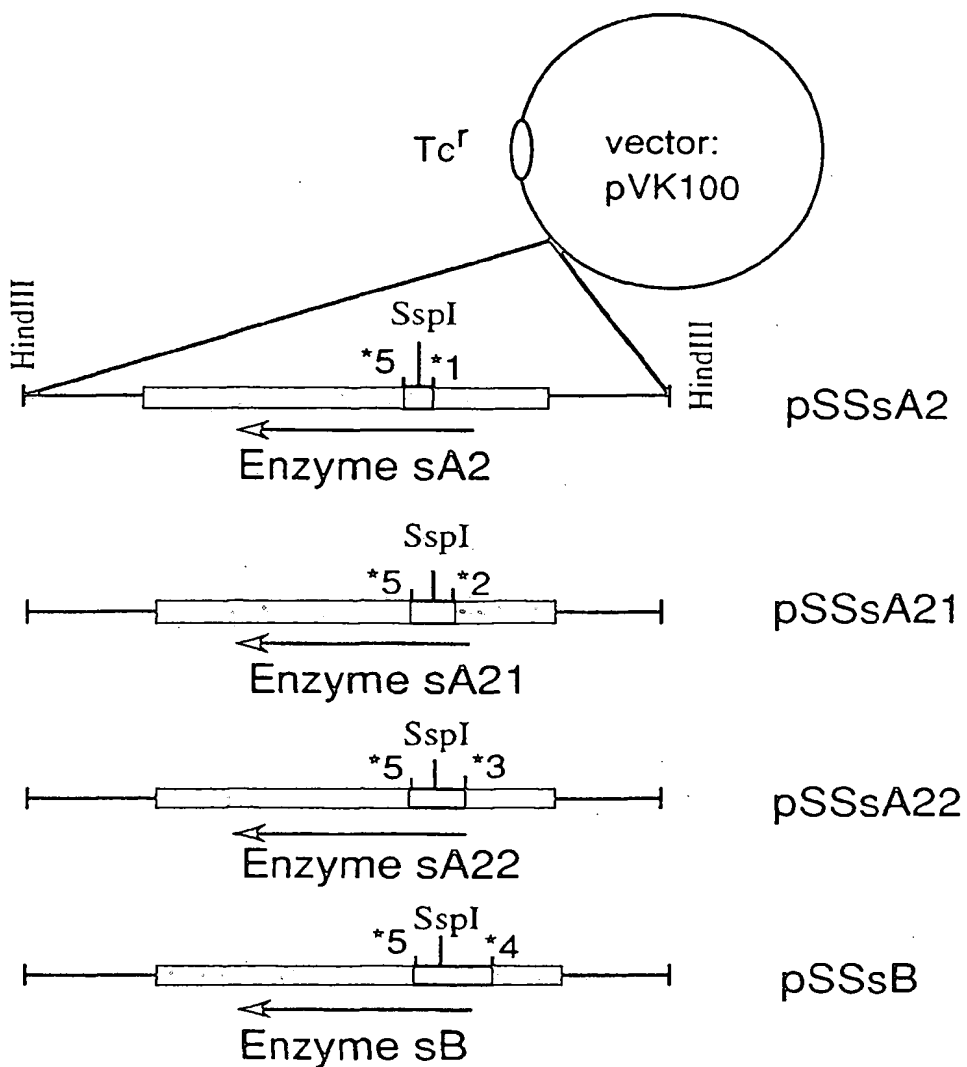 Tcʳ
vector:
pVK100
HindIII
SspI
*5 *1
HindIII
pSSsA2
Enzyme sA2
SspI
*5 *2
pSSsA21
Enzyme sA21
SspI
*5 *3
pSSsA22
Enzyme sA22
SspI
*5 *4
pSSsB
Enzyme sB